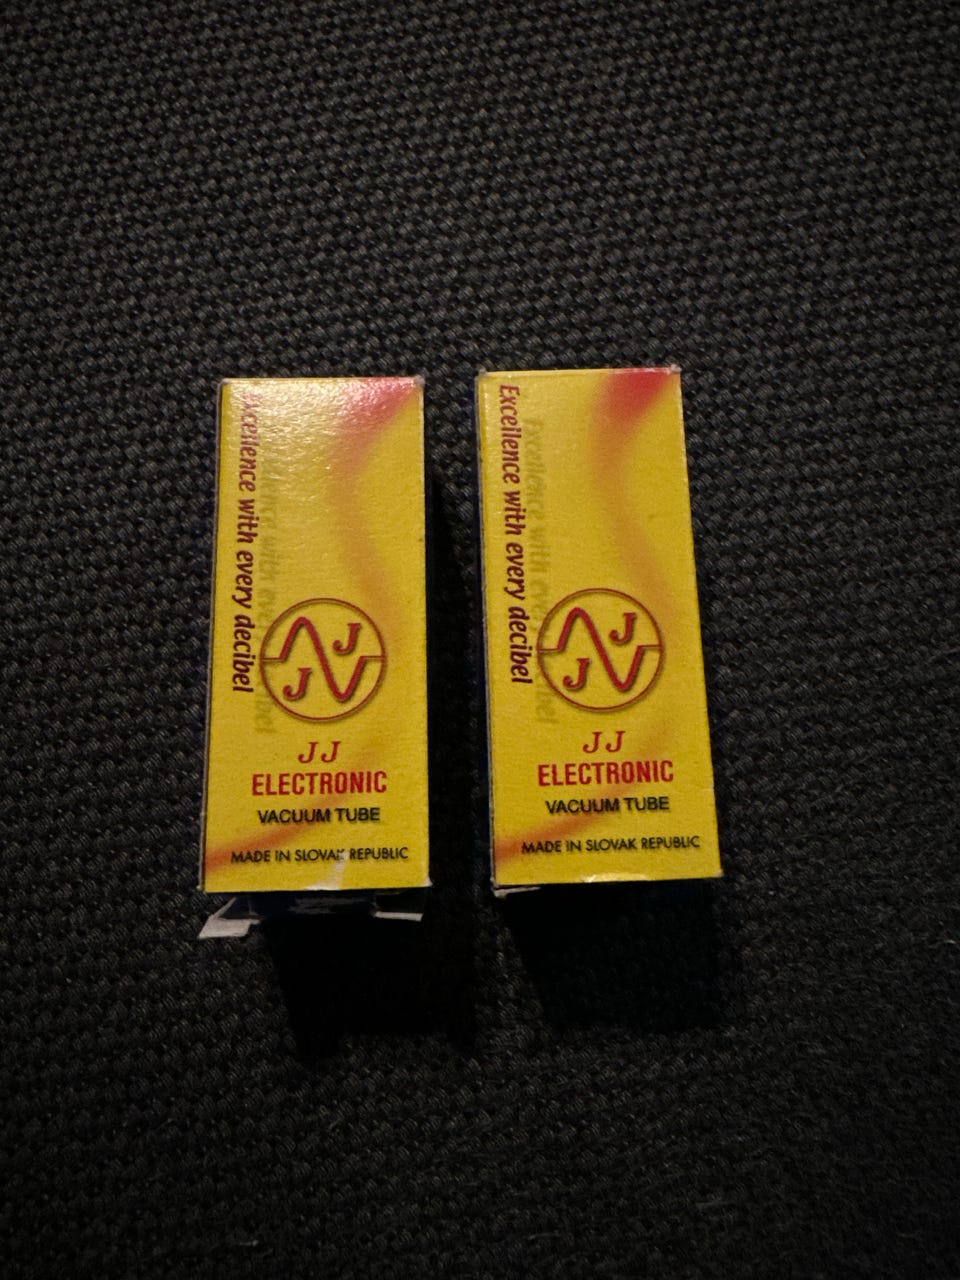 Excellence with every decibel
JJ
JJ
ELECTRONIC
VACUUM TUBE
MADE IN SLOVAK REPUBLIC
Excellence with every decibel
JJ
JJ
ELECTRONIC
VACUUM TUBE
MADE IN SLOVAK REPUBLIC